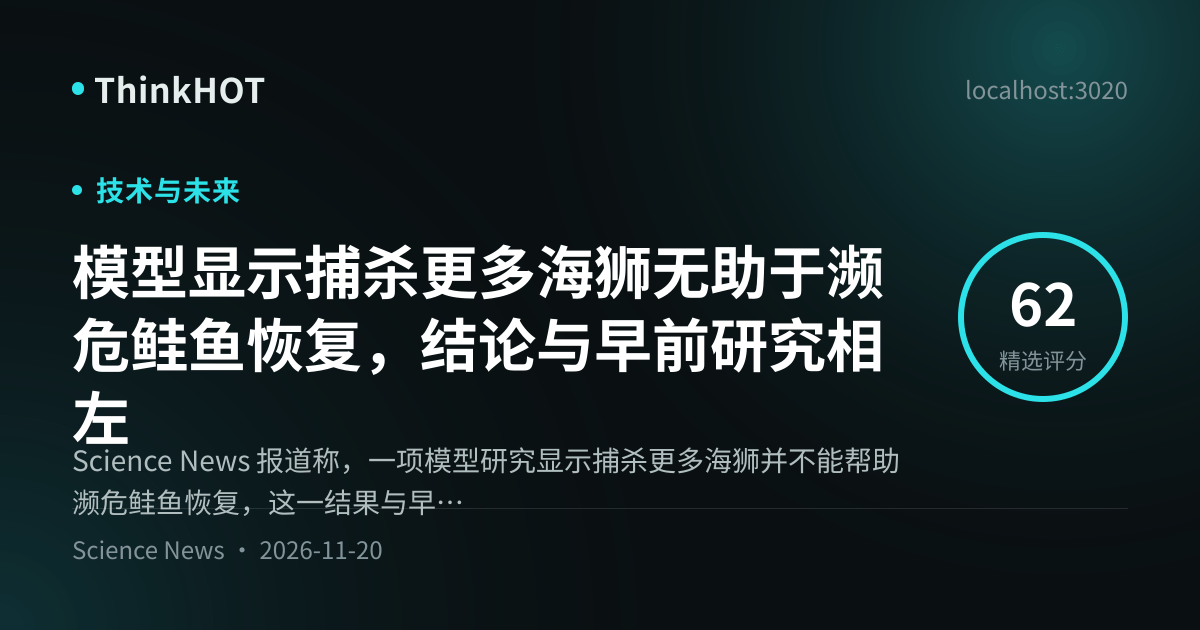 ThinkHOT
localhost:3020
技术与未来
模型显示捕杀更多海狮无助于濒
危鲑鱼恢复，结论与早前研究相
左
62
精选评分
Science News 报道称，一项模型研究显示捕杀更多海狮并不能帮助
濒危鲑鱼恢复，这一结果与早…
Science News · 2026-11-20